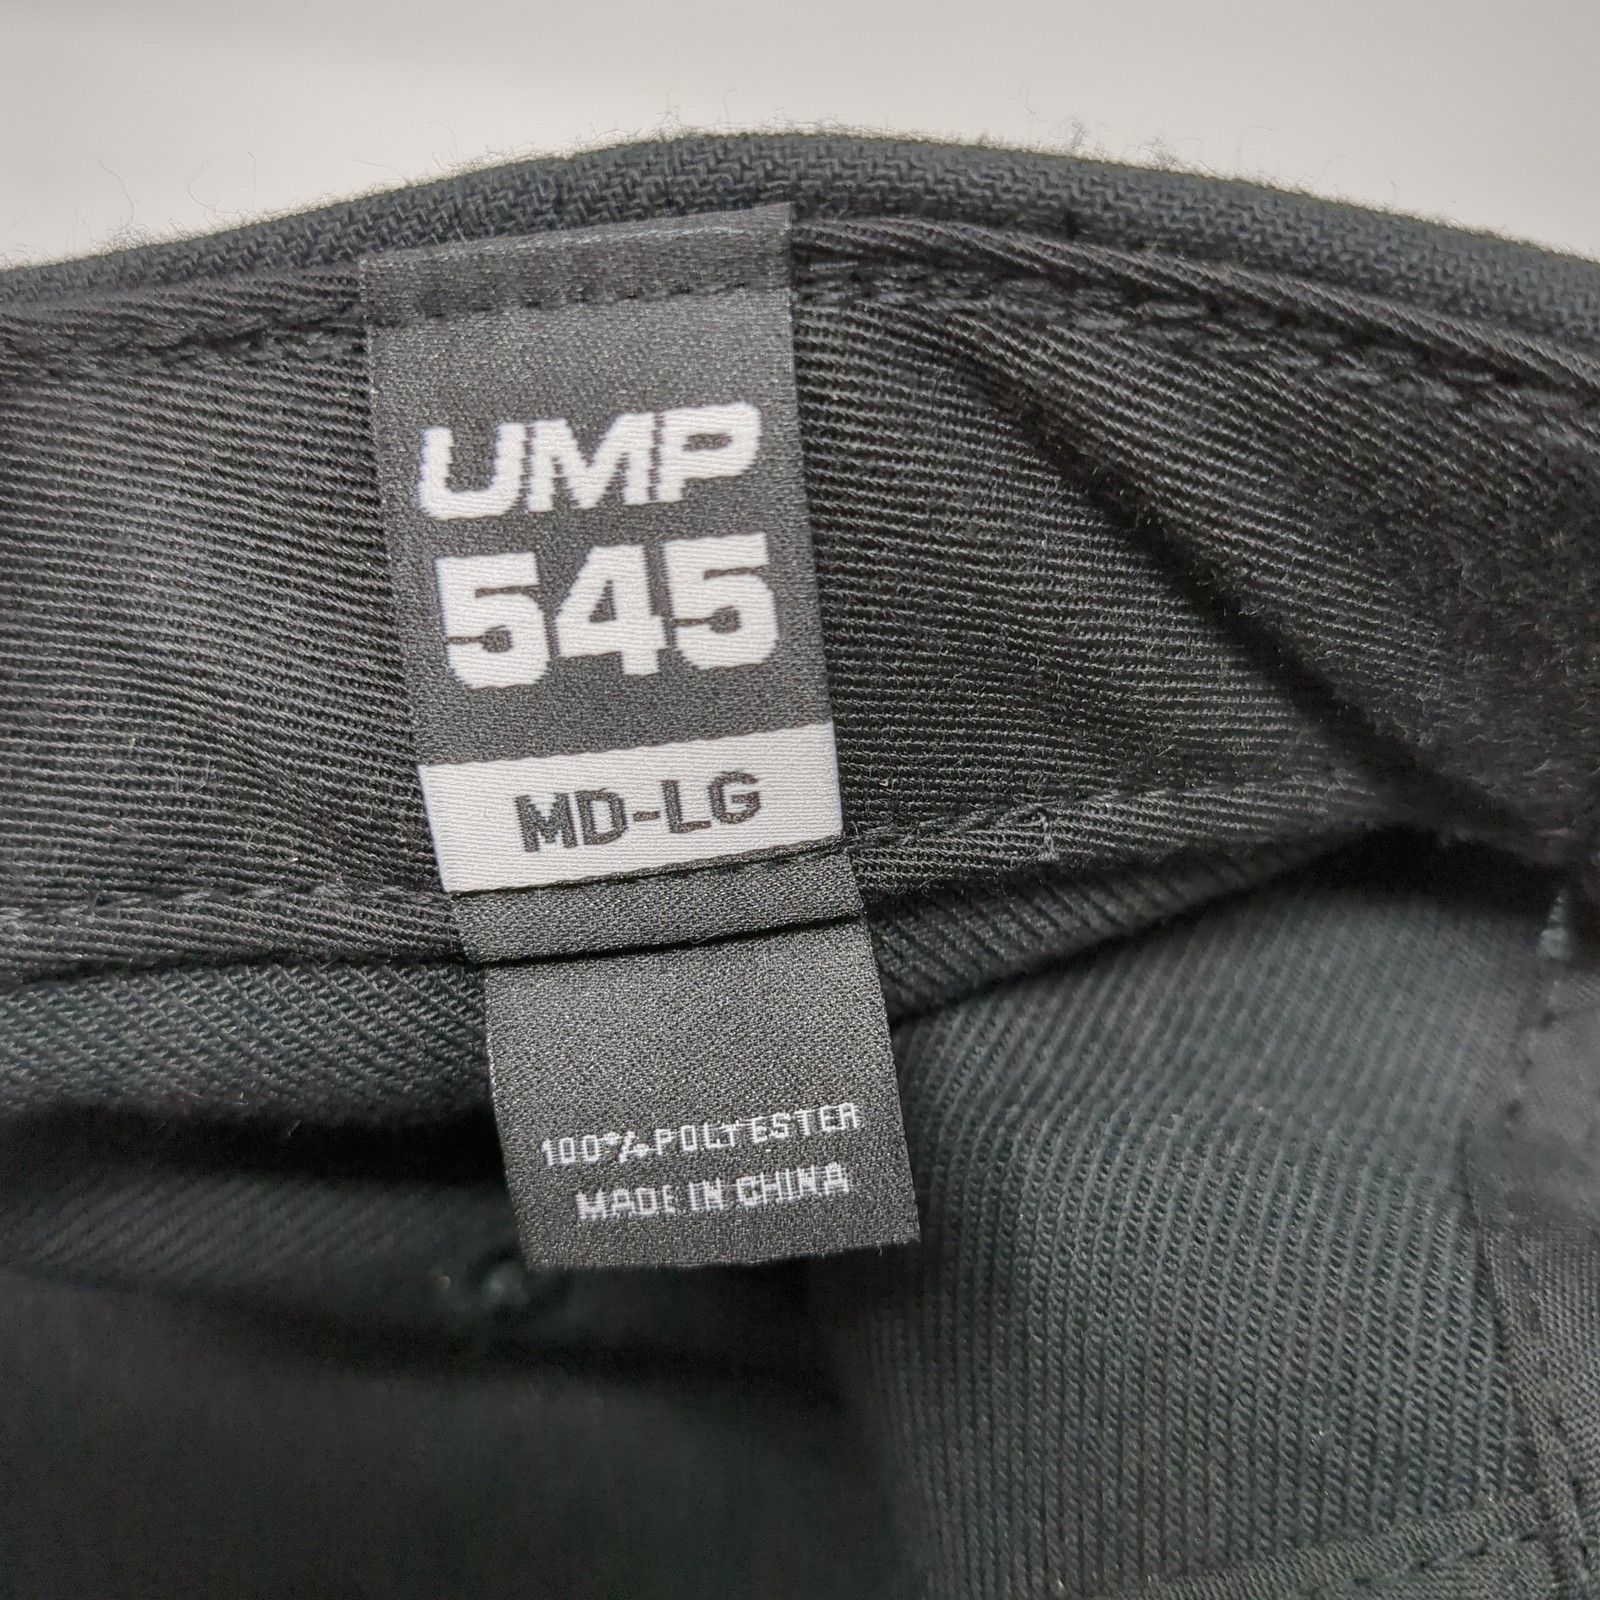 UMP
545
MD-LG
100% POLYESTER
MADE IN CHINA